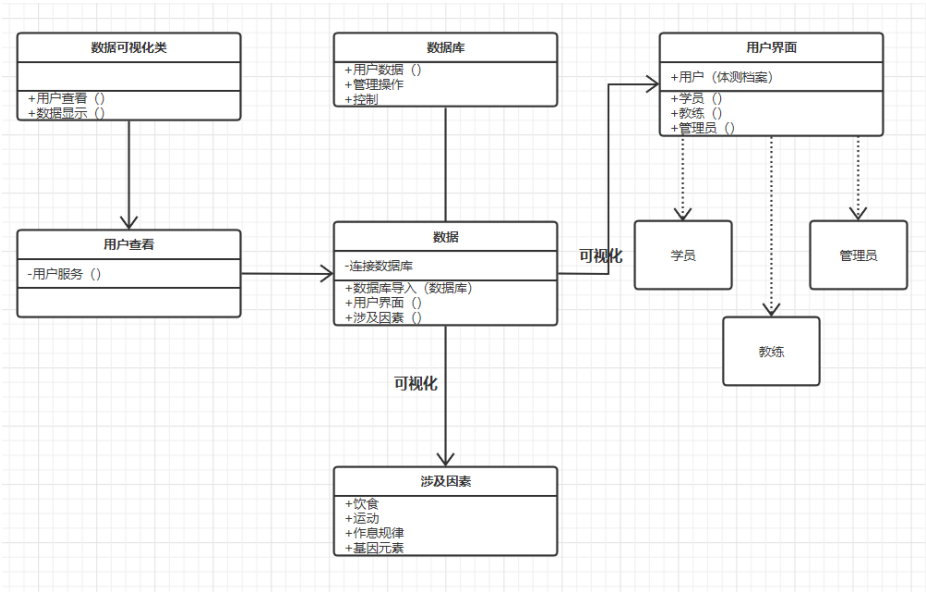 数据可视化类
+用户查看（）
+数据显示（）
数据库
+用户数据（）
+管理操作
+控制
用户界面
+用户（体测档案）
+学员（）
+教练（）
+管理员（）
用户查看
-用户服务（）
数据
-连接数据库
+数据库导入（数据库）
+用户界面（）
+涉及因素（）
可视化
学员
管理员
教练
可视化
涉及因素
+饮食
+运动
+作息规律
+基因元素